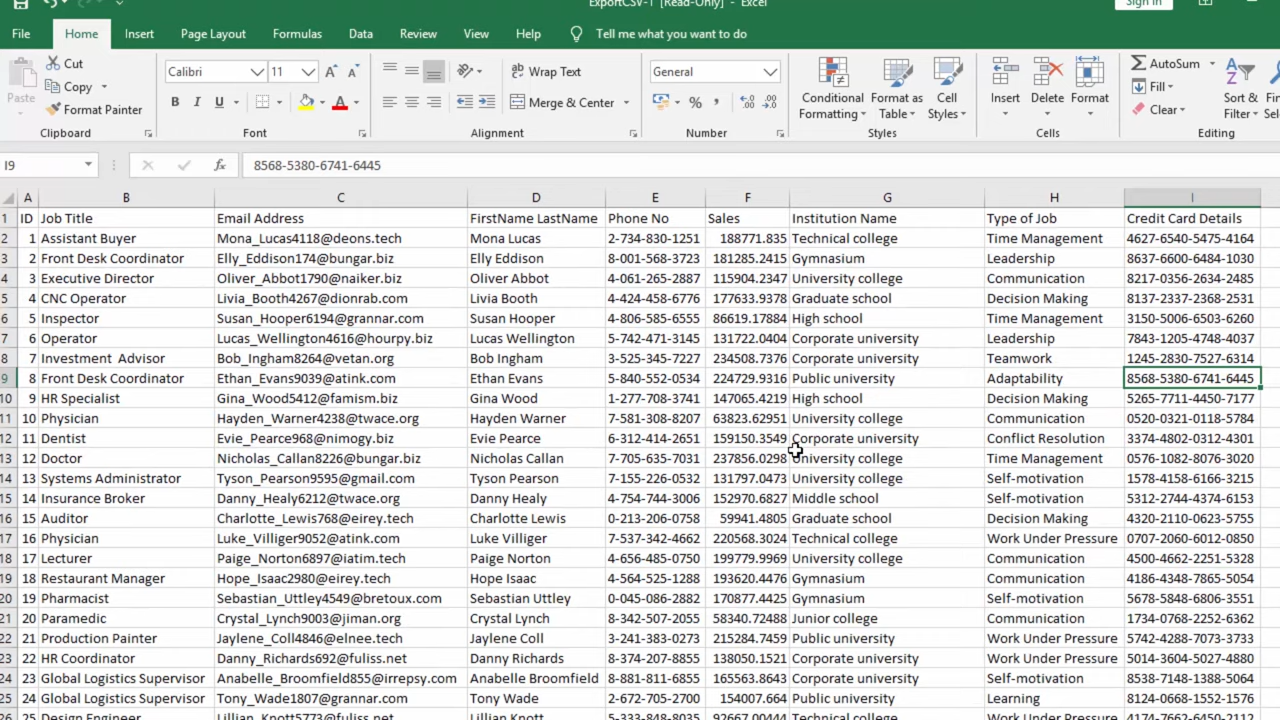 ExportCSV-1 [Read-Only] - Excel
Sign in
File Home Insert Page Layout Formulas Data Review View Help Tell me what you want to do
Paste Cut Copy Format Painter Clipboard
Calibri 11 B I U Font
Wrap Text Merge & Center Alignment
General % Number
Conditional Formatting Format as Table Cell Styles Styles
Insert Delete Format Cells
AutoSum Fill Clear Sort & Filter Editing
I9 fx 8568-5380-6741-6445
A B C D E F G H I
1 ID Job Title Email Address FirstName LastName Phone No Sales Institution Name Type of Job Credit Card Details
2 1 Assistant Buyer Mona_Lucas4118@deons.tech Mona Lucas 2-734-830-1251 188771.835 Technical college Time Management 4627-6540-5475-4164
3 2 Front Desk Coordinator Elly_Eddison174@bungar.biz Elly Eddison 8-001-568-3723 181285.2415 Gymnasium Leadership 8637-6600-6484-1030
4 3 Executive Director Oliver_Abbot1790@naiker.biz Oliver Abbot 4-061-265-2887 115904.2347 University college Communication 8217-0356-2634-2485
5 4 CNC Operator Livia_Booth4267@dionrab.com Livia Booth 4-424-458-6776 177633.9378 Graduate school Decision Making 8137-2337-2368-2531
6 5 Inspector Susan_Hooper6194@grannar.com Susan Hooper 4-806-585-6555 86619.17884 High school Time Management 3150-5006-6503-6260
7 6 Operator Lucas_Wellington4616@hourpy.biz Lucas Wellington 5-742-471-3145 131722.0404 Corporate university Leadership 7843-1205-4748-4037
8 7 Investment  Advisor Bob_Ingham8264@vetan.org Bob Ingham 3-525-345-7227 234508.7376 Corporate university Teamwork 1245-2830-7527-6314
9 8 Front Desk Coordinator Ethan_Evans9039@atink.com Ethan Evans 5-840-552-0534 224729.9316 Public university Adaptability 8568-5380-6741-6445
10 9 HR Specialist Gina_Wood5412@famism.biz Gina Wood 1-277-708-3741 147065.4219 High school Decision Making 5265-7711-4450-7177
11 10 Physician Hayden_Warner4238@twace.org Hayden Warner 7-581-308-8207 63823.62951 University college Communication 0520-0321-0118-5784
12 11 Dentist Evie_Pearce968@nimogy.biz Evie Pearce 6-312-414-2651 159150.3549 Corporate university Conflict Resolution 3374-4802-0312-4301
13 12 Doctor Nicholas_Callan8226@bungar.biz Nicholas Callan 7-705-635-7031 237856.0298 University college Time Management 0576-1082-8076-3020
14 13 Systems Administrator Tyson_Pearson9595@gmail.com Tyson Pearson 7-155-226-0532 131797.0473 University college Self-motivation 1578-4158-6166-3215
15 14 Insurance Broker Danny_Healy6212@twace.org Danny Healy 4-754-744-3006 152970.6827 Middle school Self-motivation 5312-2744-4374-6153
16 15 Auditor Charlotte_Lewis768@eirey.tech Charlotte Lewis 0-213-206-0758 59941.4805 Graduate school Decision Making 4320-2110-0623-5755
17 16 Physician Luke_Villiger9052@atink.com Luke Villiger 7-537-342-4662 220568.3024 Technical college Work Under Pressure 0707-2060-6012-0850
18 17 Lecturer Paige_Norton6897@iatim.tech Paige Norton 4-656-485-0750 199779.9969 University college Communication 4500-4662-2251-5328
19 18 Restaurant Manager Hope_Isaac2980@eirey.tech Hope Isaac 4-564-525-1288 193620.4476 Gymnasium Communication 4186-4348-7865-5054
20 19 Pharmacist Sebastian_Uttley4549@bretoux.com Sebastian Uttley 0-045-086-2882 170877.4425 Gymnasium Self-motivation 5678-5848-6806-3551
21 20 Paramedic Crystal_Lynch9003@jiman.org Crystal Lynch 8-342-507-2055 58340.72488 Junior college Communication 1734-0768-2252-6362
22 21 Production Painter Jaylene_Coll4846@elnee.tech Jaylene Coll 3-241-383-0273 215284.7459 Public university Work Under Pressure 5742-4288-7073-3733
23 22 HR Coordinator Danny_Richards692@fuliss.net Danny Richards 8-374-207-8855 138050.1521 Corporate university Work Under Pressure 5014-3604-5027-4880
24 23 Global Logistics Supervisor Anabelle_Broomfield855@irrepsy.com Anabelle Broomfield 8-881-811-6855 165563.8643 Corporate university Self-motivation 8538-7148-1388-5064
25 24 Global Logistics Supervisor Tony_Wade1807@grannar.com Tony Wade 2-672-705-2700 154007.664 Public university Learning 8124-0668-1552-1576
26 25 Design Engineer Lillian_Knott5773@fuliss.net Lillian Knott 5-333-848-8035 92667.00444 Technical college Work Under Pressure 4174-7662-6450-2112